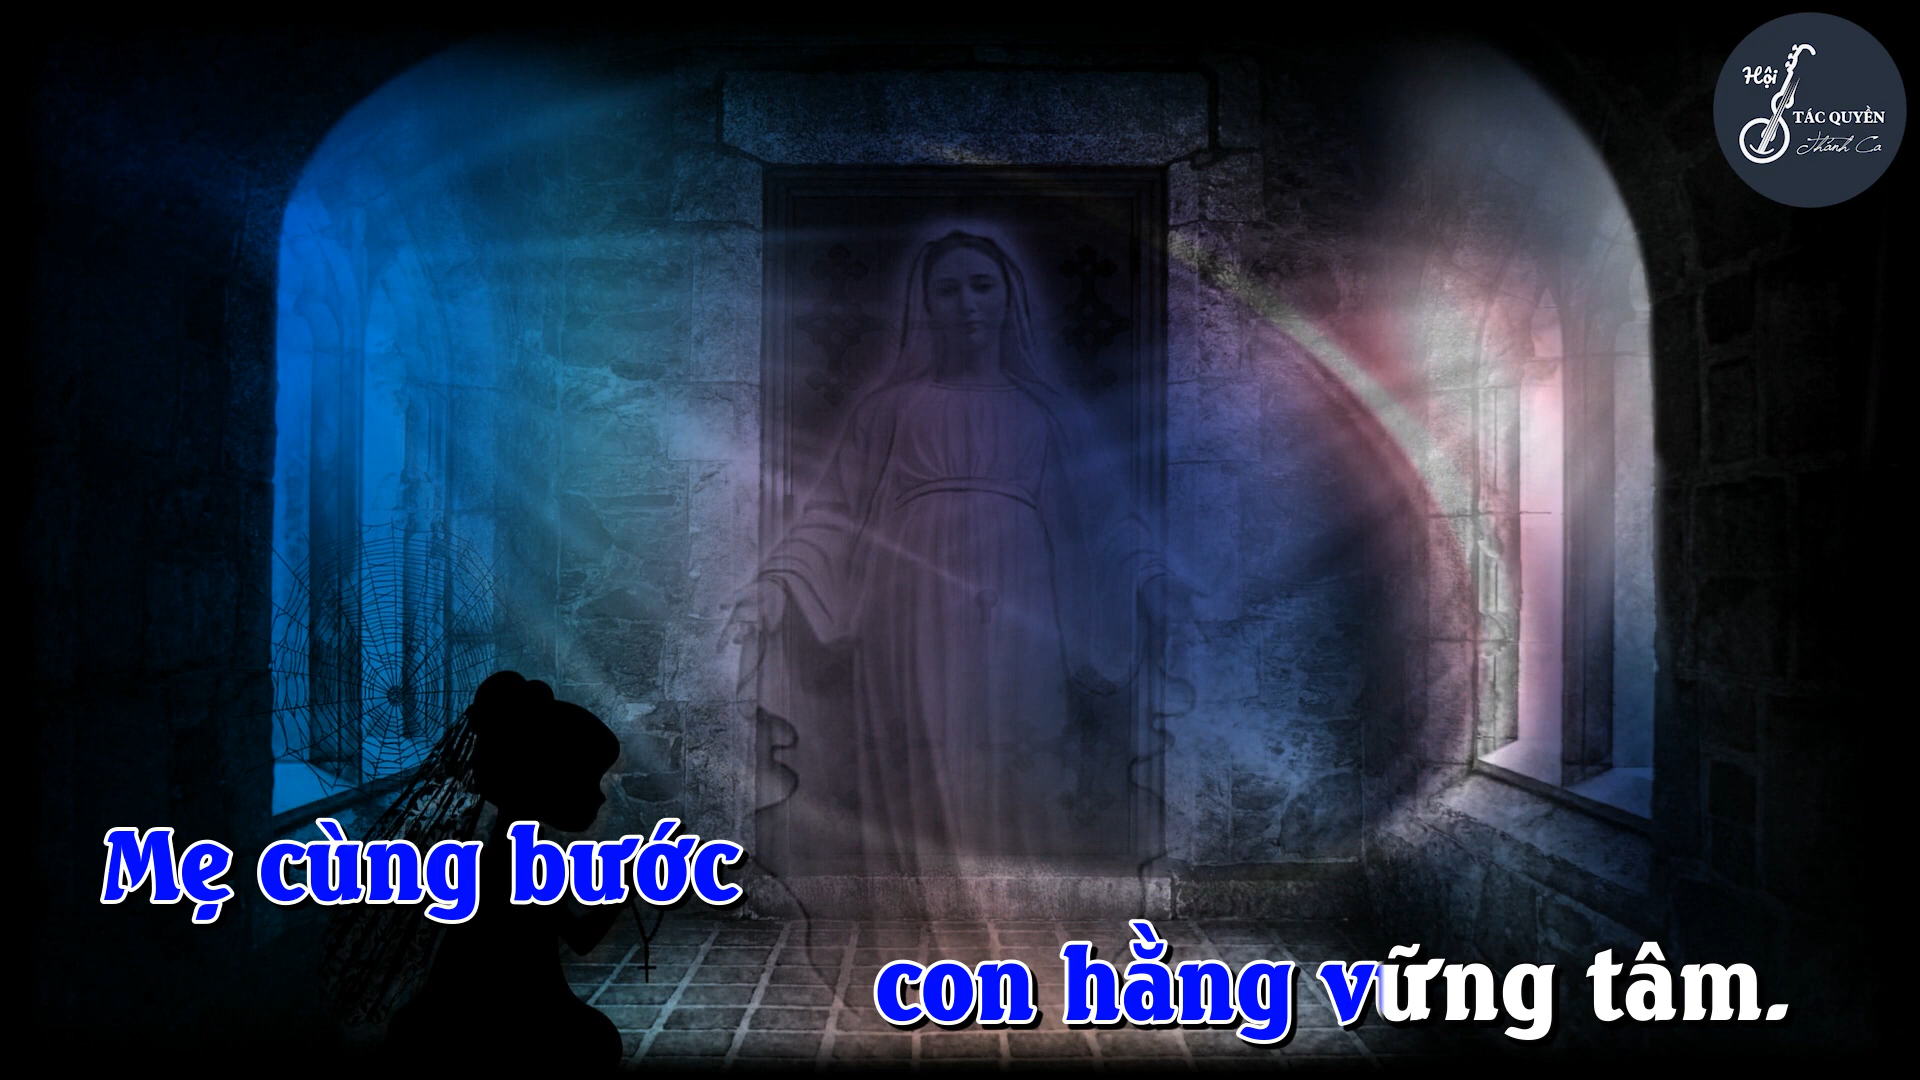 Hội
TÁC QUYỀN
Thánh Ca
Mẹ cùng bước
con hằng vững tâm.